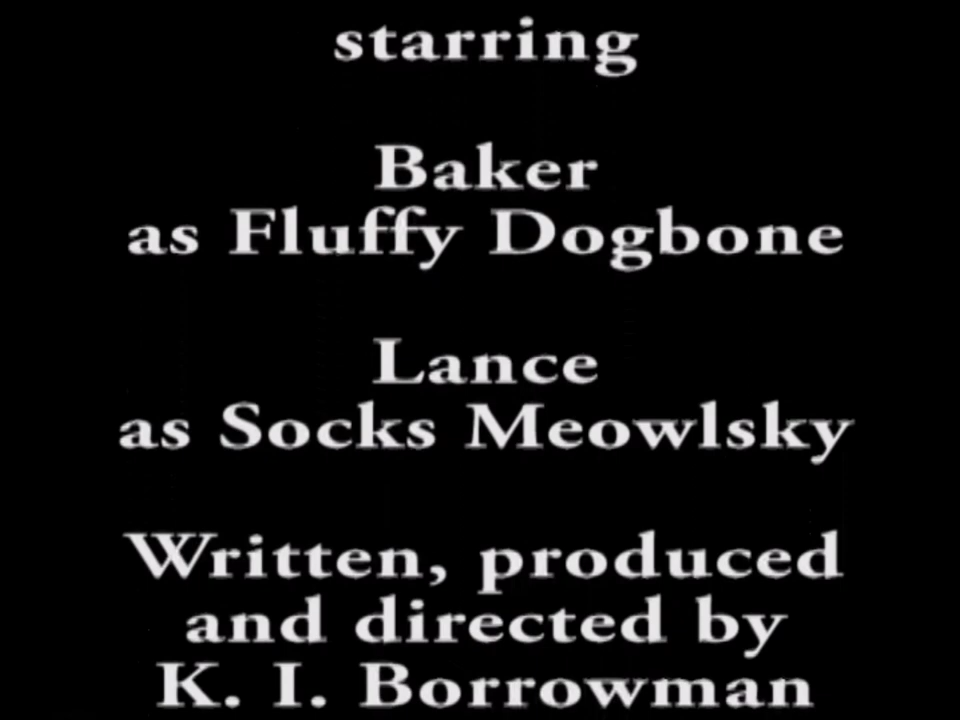 starring
Baker
as Fluffy Dogbone
Lance
as Socks Meowlsky
Written, produced
and directed by
K. I. Borrowman